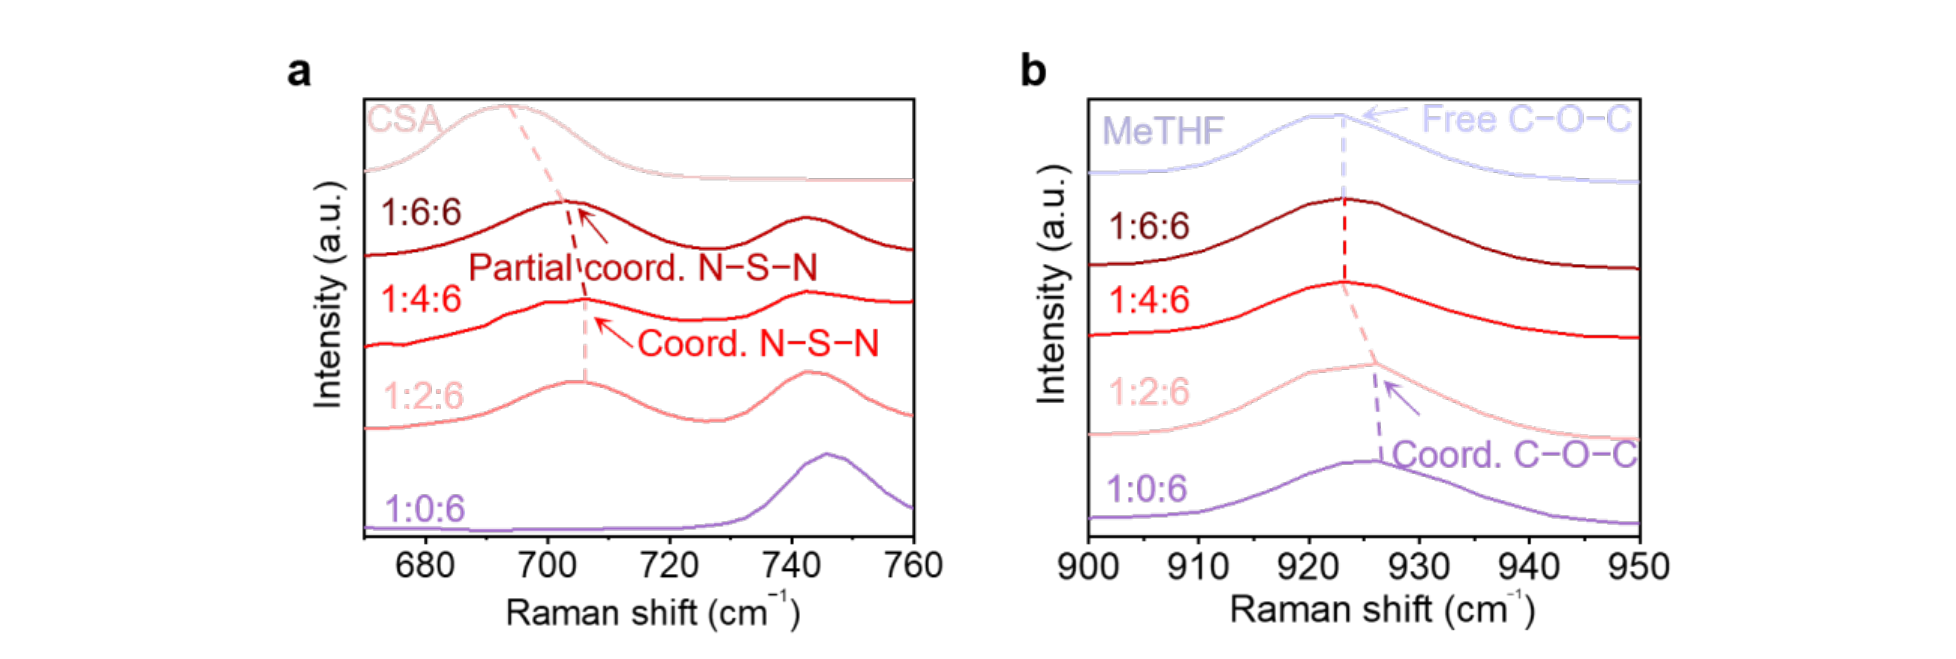 a
CSA
1:6:6
Partial coord. N−S−N
1:4:6
Coord. N−S−N
1:2:6
1:0:6
Intensity (a.u.)
680 700 720 740 760
Raman shift (cm⁻¹)
b
MeTHF
Free C−O−C
1:6:6
1:4:6
1:2:6
Coord. C−O−C
1:0:6
Intensity (a.u.)
900 910 920 930 940 950
Raman shift (cm⁻¹)